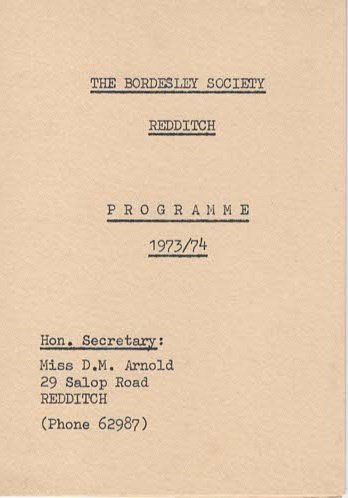 THE BORDESLEY SOCIETY
REDDITCH
PROGRAMME
1973/74
Hon. Secretary:
Miss D.M. Arnold
29 Salop Road
REDDITCH
(Phone 62987)